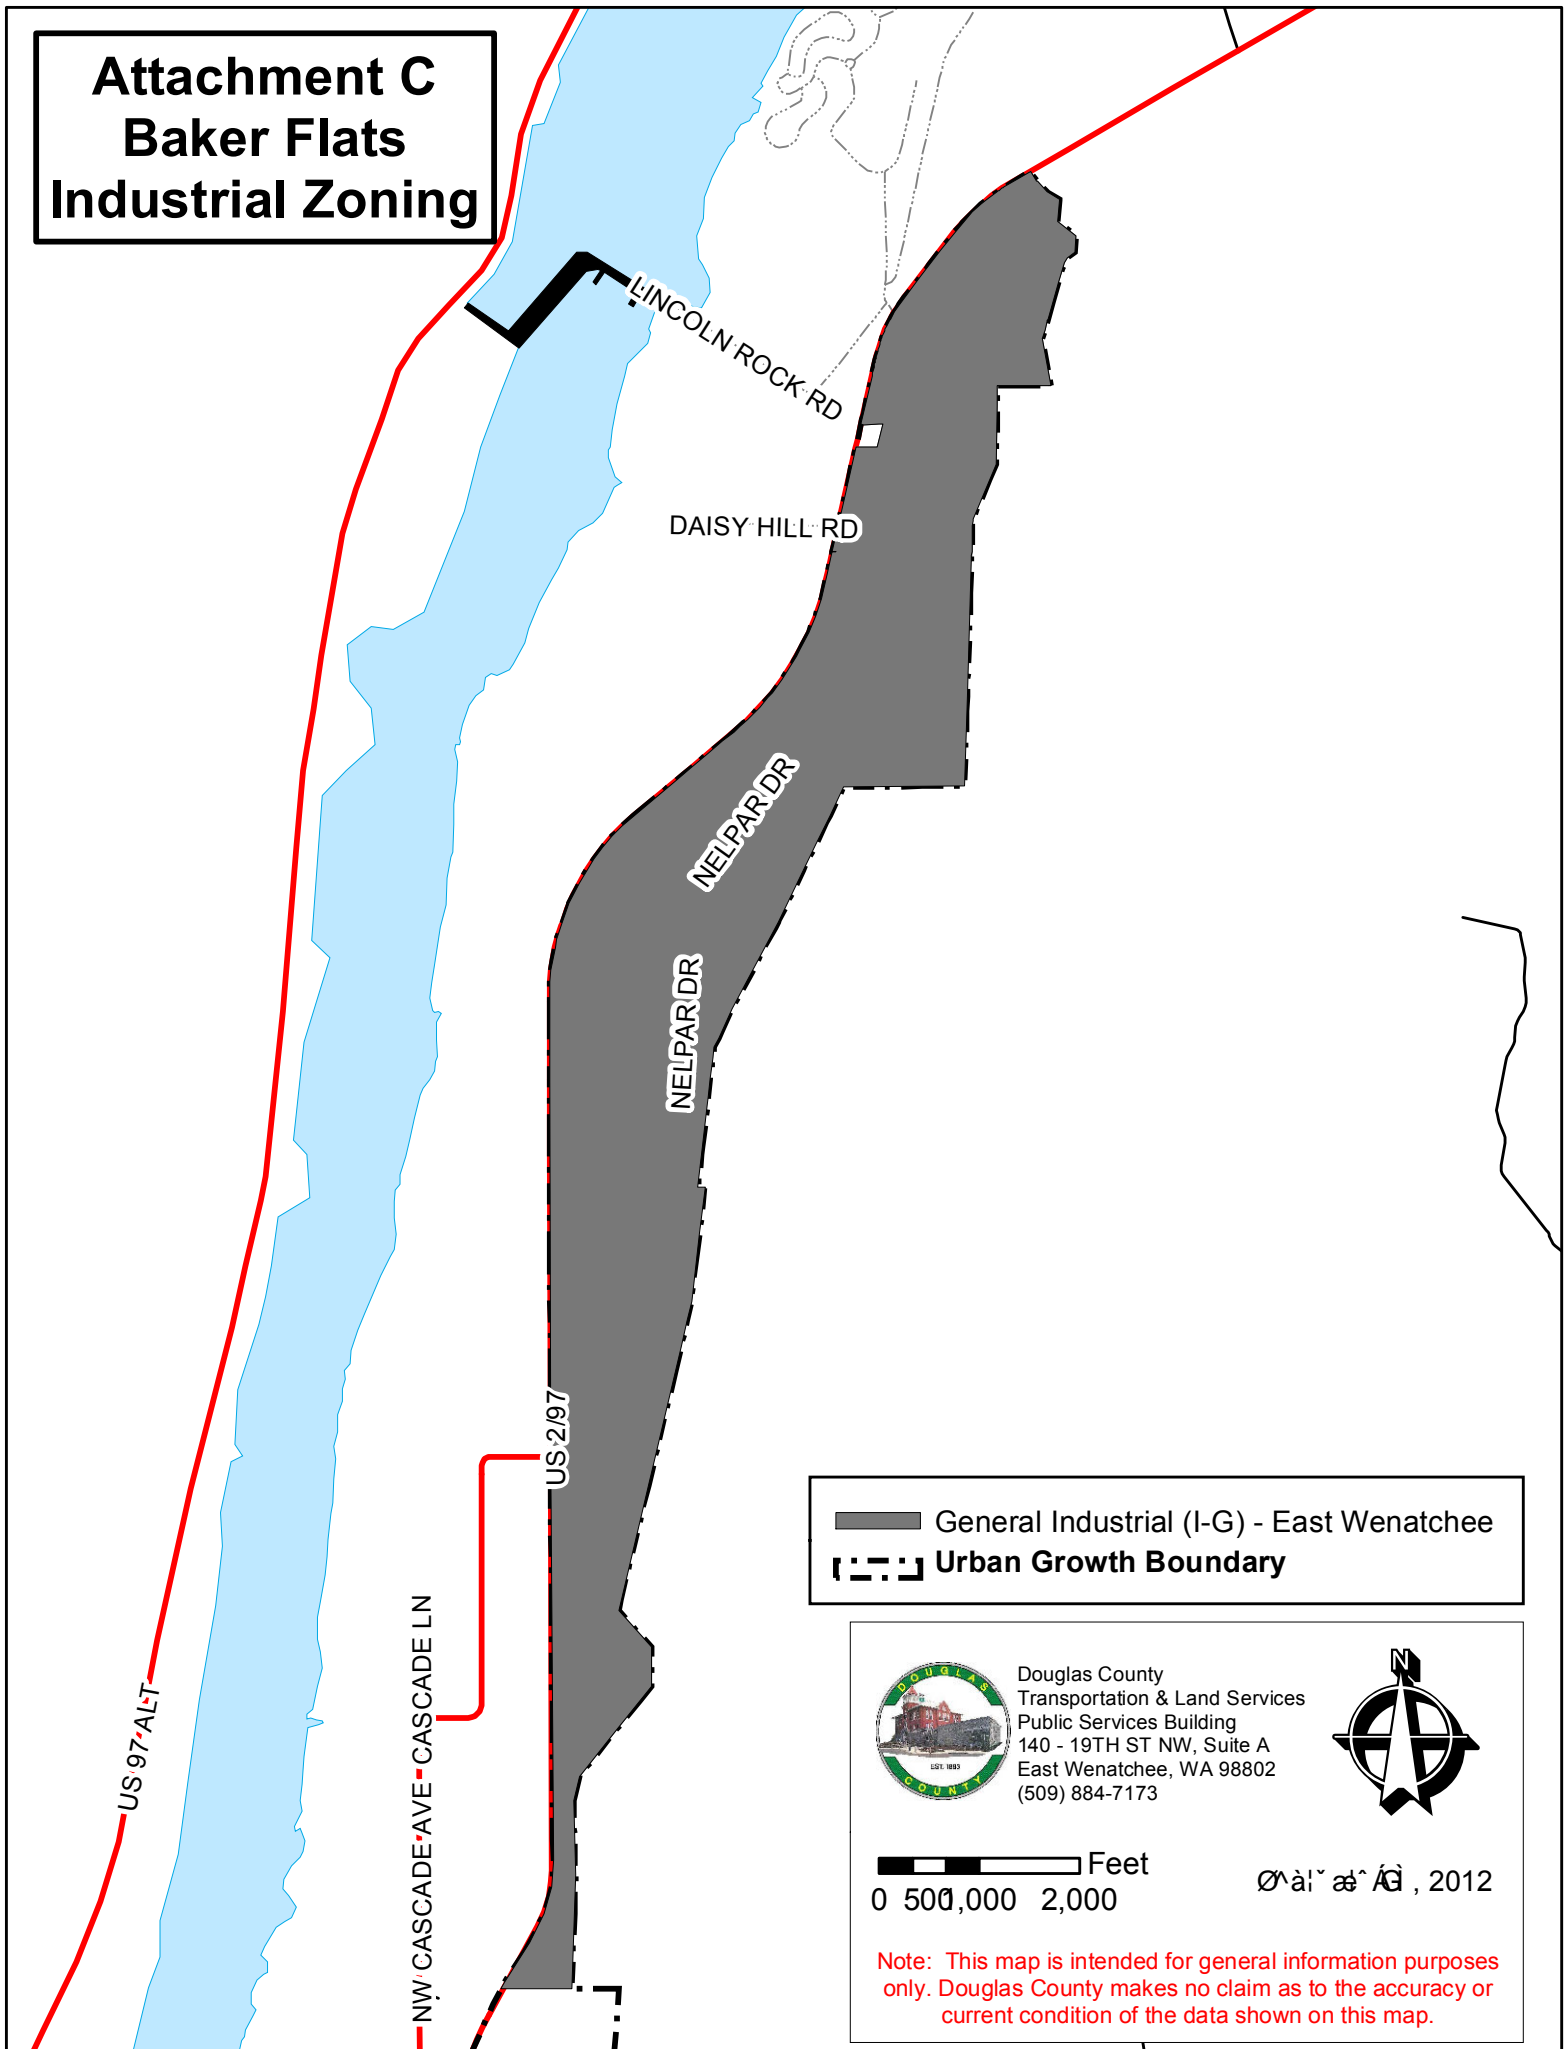 Attachment C
Baker Flats
Industrial Zoning
LINCOLN ROCK RD
DAISY HILL RD
NELPAR DR
NELPAR DR
US 2/97
NW CASCADE AVE - CASCADE LN
US 97 ALT
General Industrial (I-G) - East Wenatchee
Urban Growth Boundary
DOUGLAS
EST. 1883
COUNTY
Douglas County
Transportation & Land Services
Public Services Building
140 - 19TH ST NW, Suite A
East Wenatchee, WA 98802
(509) 884-7173
N
Feet
0 500 1,000 2,000
, 2012
Note: This map is intended for general information purposes
only. Douglas County makes no claim as to the accuracy or
current condition of the data shown on this map.